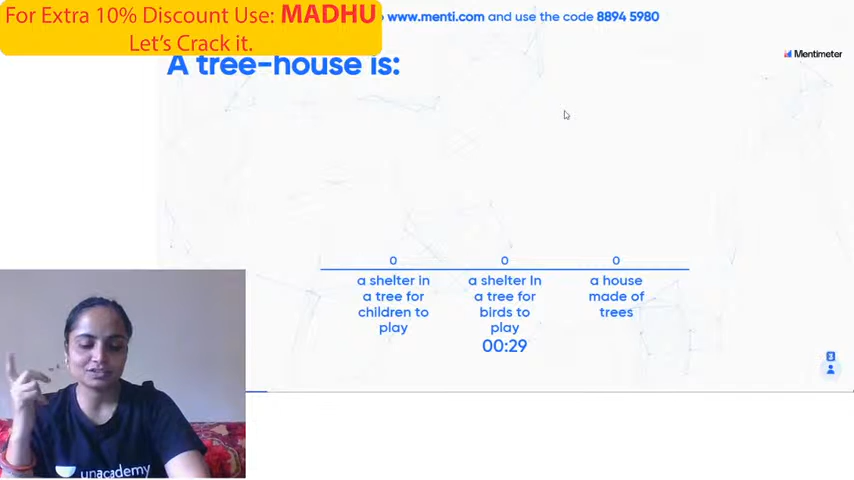 For Extra 10% Discount Use: MADHU
Let's Crack it.
www.menti.com and use the code 8894 5980
Mentimeter
A tree-house is:
0
0
0
a shelter in
a tree for
children to
play
a shelter In
a tree for
birds to
play
a house
made of
trees
00:29
3
unacademy